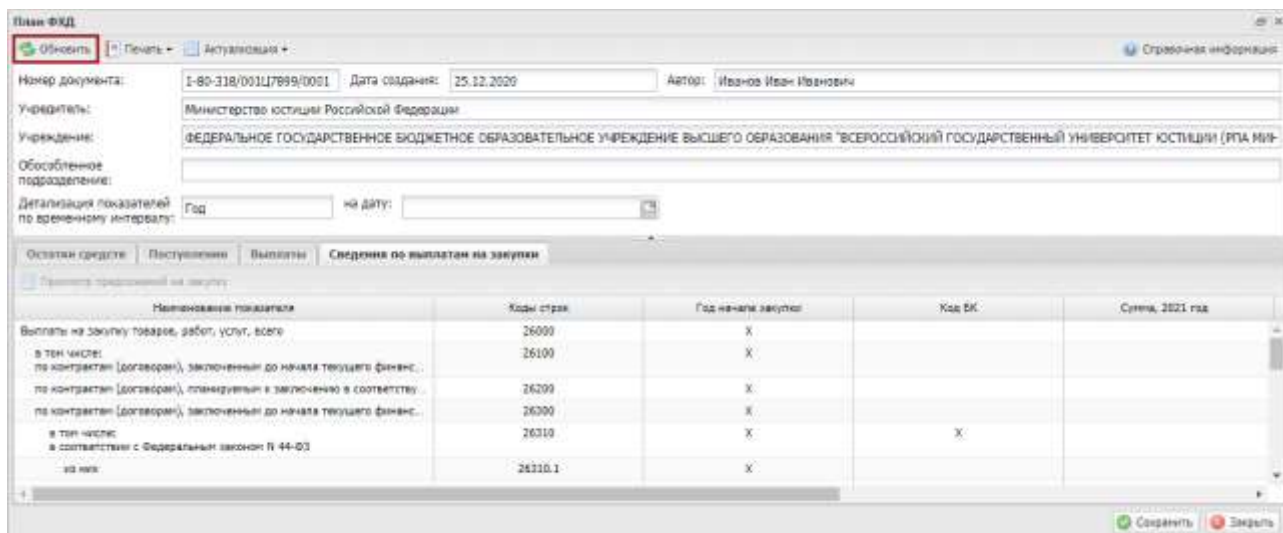 План ФХД
Обновить Печать Актуализация Справочная информация
Номер документа: Дата создания: 25.12.2020 Автор: Иванов Иван Иванович
Учредитель: Министерство юстиции Российской Федерации
Учреждение: ФЕДЕРАЛЬНОЕ ГОСУДАРСТВЕННОЕ БЮДЖЕТНОЕ ОБРАЗОВАТЕЛЬНОЕ УЧРЕЖДЕНИЕ ВЫСШЕГО ОБРАЗОВАНИЯ "ВСЕРОССИЙСКИЙ ГОСУДАРСТВЕННЫЙ УНИВЕРСИТЕТ ЮСТИЦИИ (РПА МИН
Обособленное
подразделение:
Детализация показателей
по временному интервалу: Год на дату:
Остатки средств Поступления Выплаты Сведения по выплатам на закупки
Просмотр предложений на закупку
Наименование показателя Коды строк Год начала закупки Код БК Сумма, 2021 год
Выплаты на закупку товаров, работ, услуг, всего 26000 X
в том числе: 26100 X
по контрактам (договорам), заключенным до начала текущего финанс...
по контрактам (договорам), планируемым к заключению в соответству... 26200 X
по контрактам (договорам), заключенным до начала текущего финанс... 26300 X
в том числе: 26310 X X
в соответствии с Федеральным законом N 44-ФЗ
из них 26310.1 X
Сохранить Закрыть